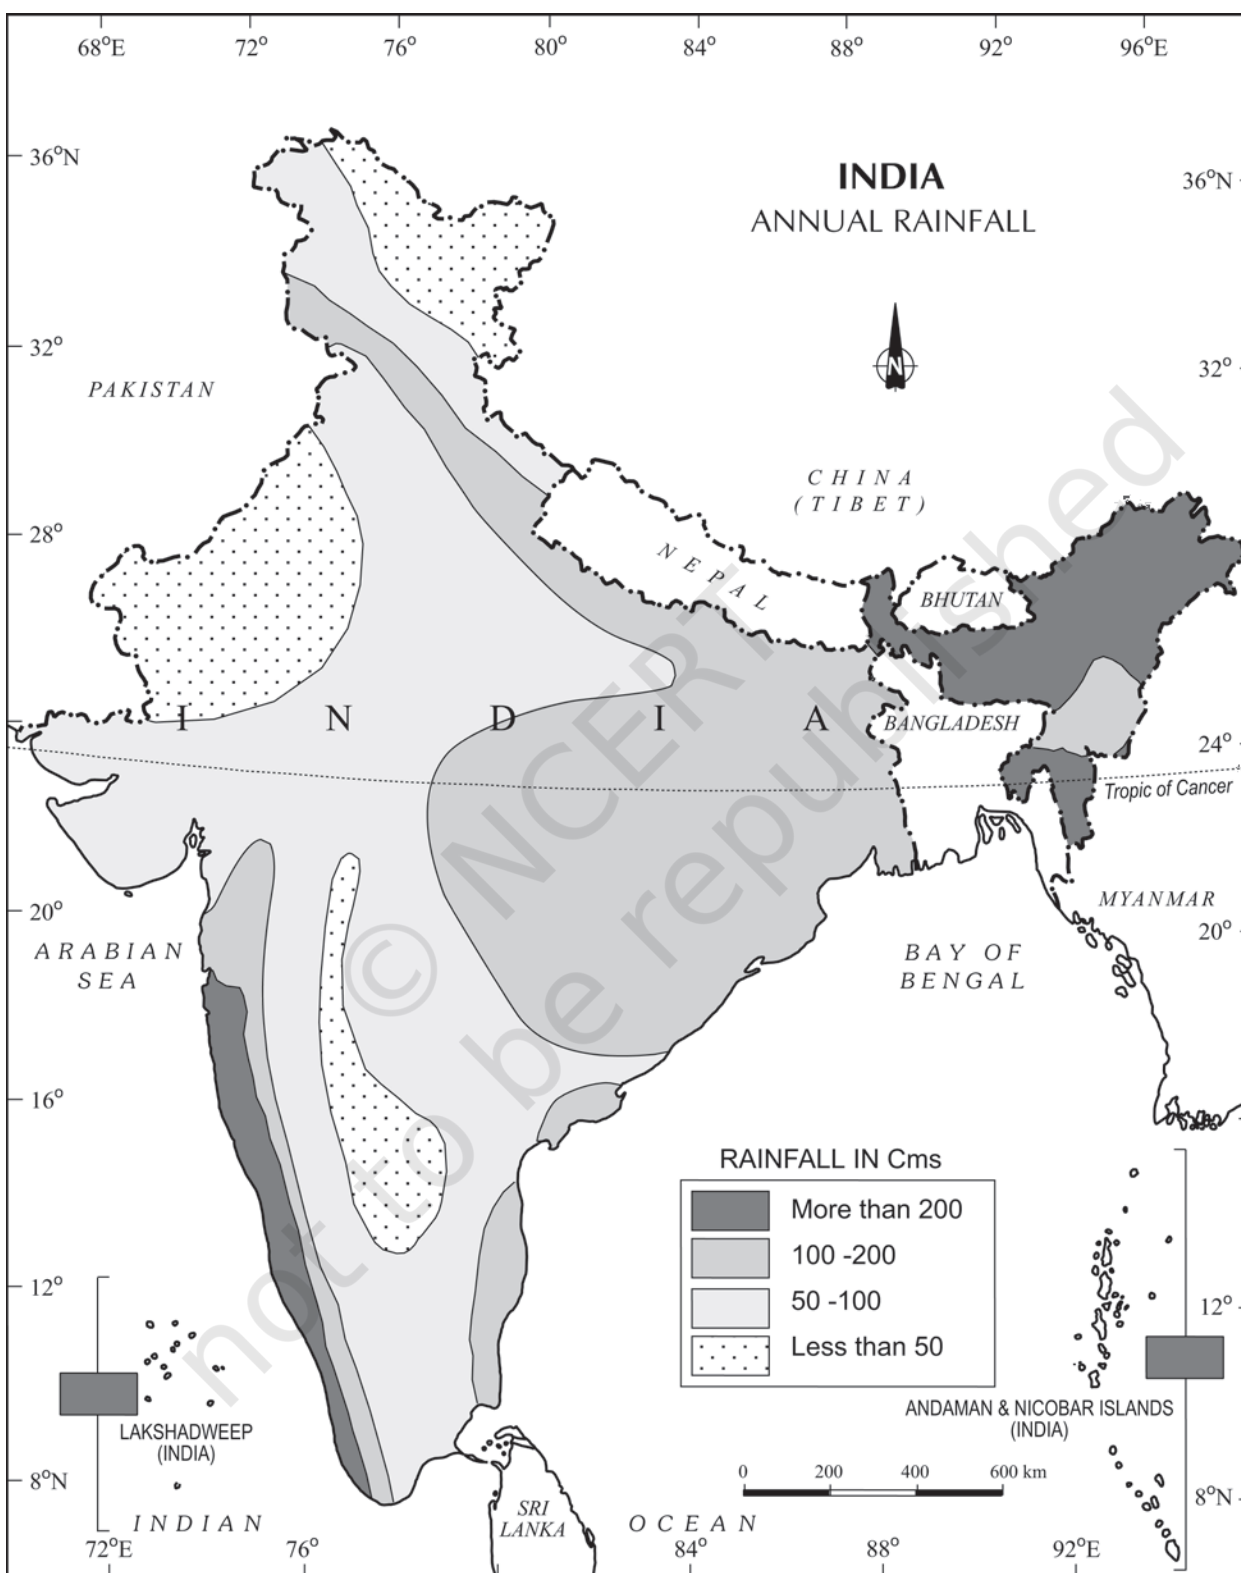 68°E 72° 76° 80° 84° 88° 92° 96°E
36°N
INDIA
36°N
ANNUAL RAINFALL
N
32°
32°
PAKISTAN
CHINA
(TIBET)
28°
28°
NEPAL
BHUTAN
I N D I A
BANGLADESH
24°
Tropic of Cancer
20°
MYANMAR
20°
ARABIAN
SEA
BAY OF
BENGAL
© NCERT
not to be republished
16°
RAINFALL IN Cms
More than 200
100 -200
50 -100
Less than 50
12°
12°
LAKSHADWEEP
(INDIA)
ANDAMAN & NICOBAR ISLANDS
(INDIA)
0 200 400 600 km
8°N
8°N
SRI
LANKA
INDIAN OCEAN
72°E 76° 84° 88° 92°E